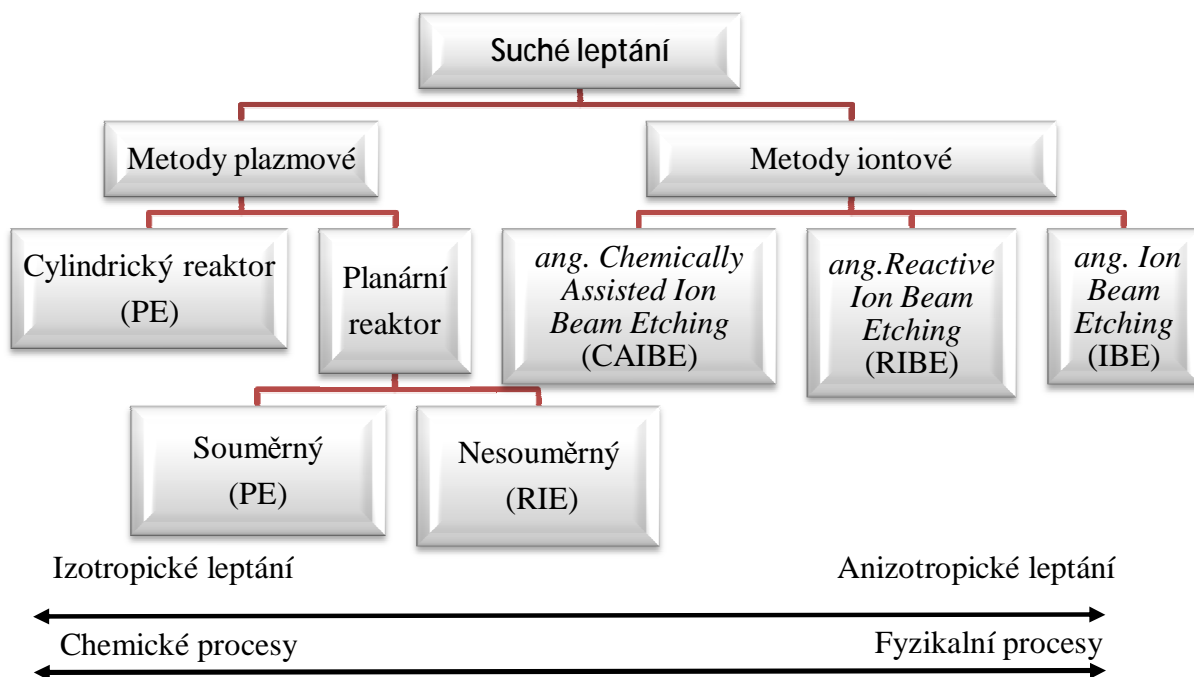 Suché leptání
Metody plazmové
Metody iontové
Cylindrický reaktor
(PE)
Planární
reaktor
ang. Chemically
Assisted Ion
Beam Etching
(CAIBE)
ang.Reactive
Ion Beam
Etching
(RIBE)
ang. Ion
Beam
Etching
(IBE)
Souměrný
(PE)
Nesouměrný
(RIE)
Izotropické leptání
Anizotropické leptání
Chemické procesy
Fyzikalní procesy